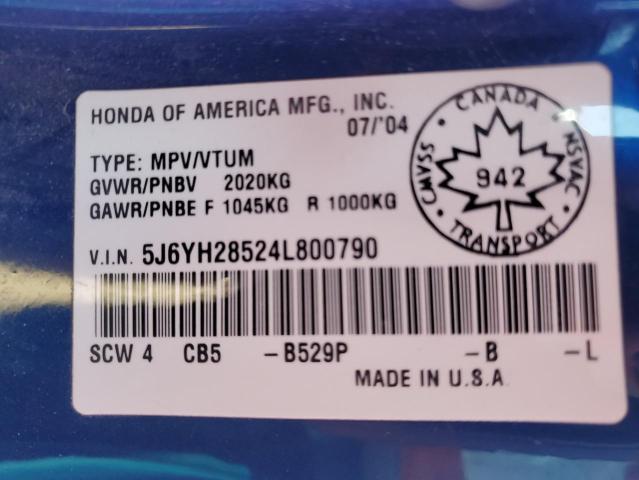 HONDA OF AMERICA MFG., INC.
07/'04
TYPE: MPV/VTUM
GVWR/PNBV 2020KG
GAWR/PNBE F 1045KG R 1000KG
CANADA
CMVSS NSVAC
942
TRANSPORT
V.I.N. 5J6YH28524L800790
SCW 4 CB5 -B529P -B -L
MADE IN U.S.A.